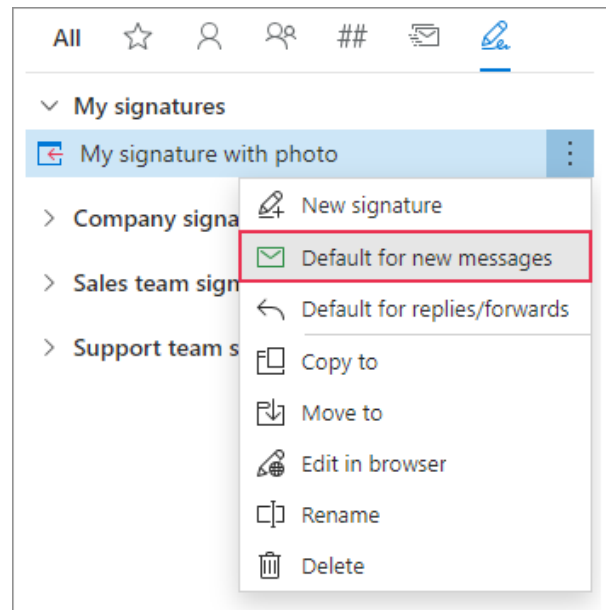 All ##
My signatures
My signature with photo
New signature
Company signa
Default for new messages
Sales team sign
Default for replies/forwards
Support team s
Copy to
Move to
Edit in browser
Rename
Delete